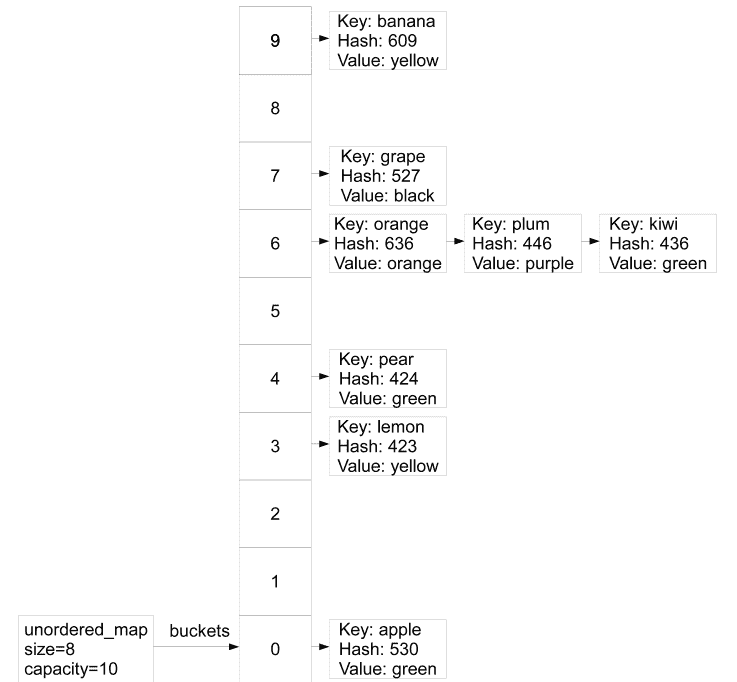 9
Key: banana
Hash: 609
Value: yellow
8
7
Key: grape
Hash: 527
Value: black
6
Key: orange
Hash: 636
Value: orange
Key: plum
Hash: 446
Value: purple
Key: kiwi
Hash: 436
Value: green
5
4
Key: pear
Hash: 424
Value: green
3
Key: lemon
Hash: 423
Value: yellow
2
1
unordered_map
size=8
capacity=10
buckets
0
Key: apple
Hash: 530
Value: green